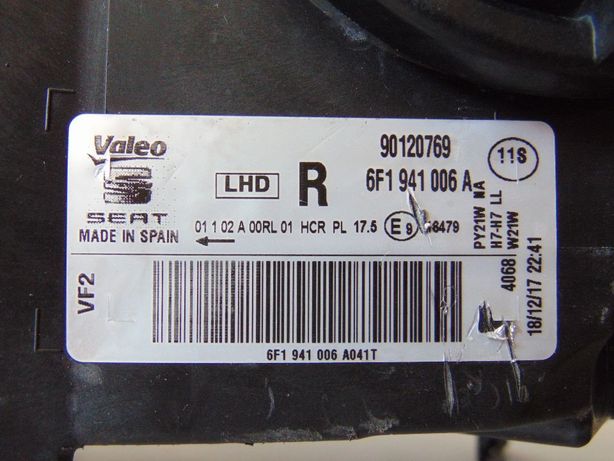 Valeo
SEAT
MADE IN SPAIN
LHD
R
90120769
6F1 941 006 A
11S
01 1 02 A 00RL 01 HCR PL 17.5
E9
PY21W NA
H7-H7 LL
4068 W21W
18/12/17 22:41
VF2
6F1 941 006 A041T